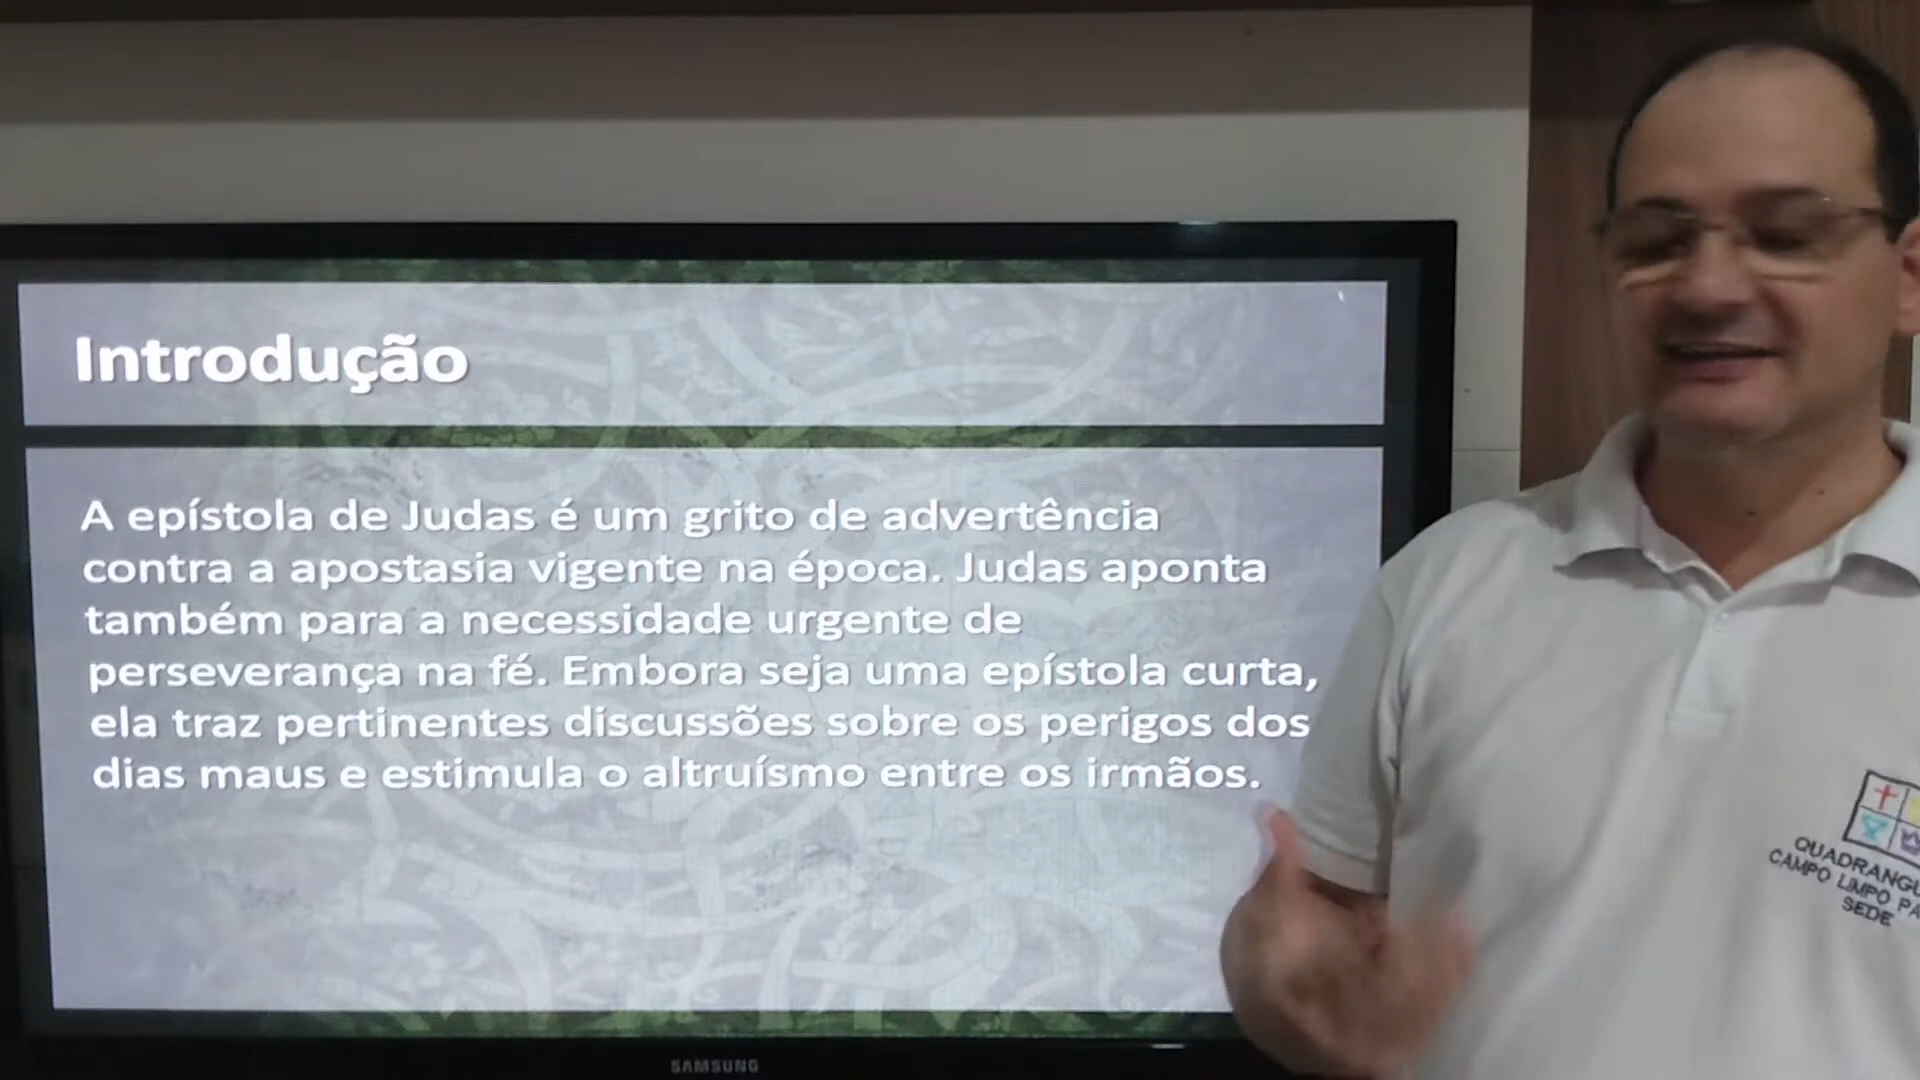 Introdução
A epístola de Judas é um grito de advertência
contra a apostasia vigente na época. Judas aponta
também para a necessidade urgente de
perseverança na fé. Embora seja uma epístola curta,
ela traz pertinentes discussões sobre os perigos dos
dias maus e estimula o altruísmo entre os irmãos.
SAMSUNG
CAMPO LIMPO
SEDE